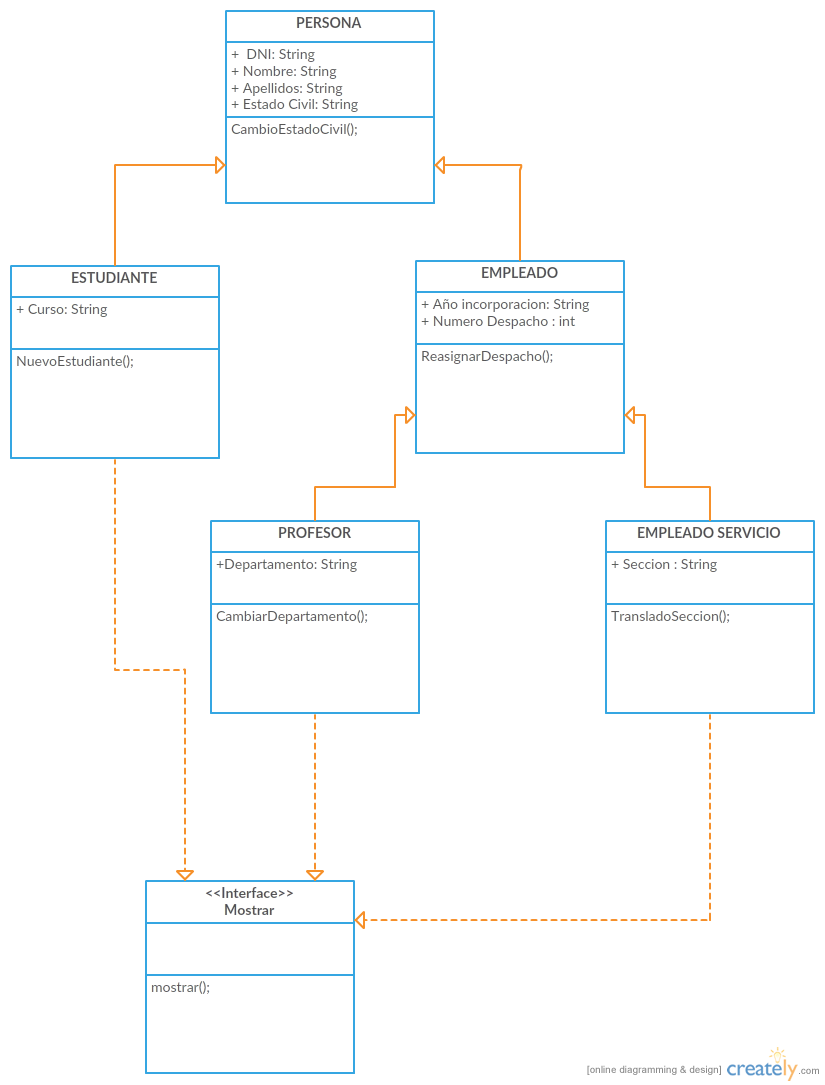 PERSONA
+ DNI: String
+ Nombre: String
+ Apellidos: String
+ Estado Civil: String
CambioEstadoCivil();
ESTUDIANTE
+ Curso: String
NuevoEstudiante();
EMPLEADO
+ Año incorporacion: String
+ Numero Despacho : int
ReasignarDespacho();
PROFESOR
+Departamento: String
CambiarDepartamento();
EMPLEADO SERVICIO
+ Seccion : String
TransladoSeccion();
<<Interface>>
Mostrar
mostrar();
[online diagramming & design] creately.com